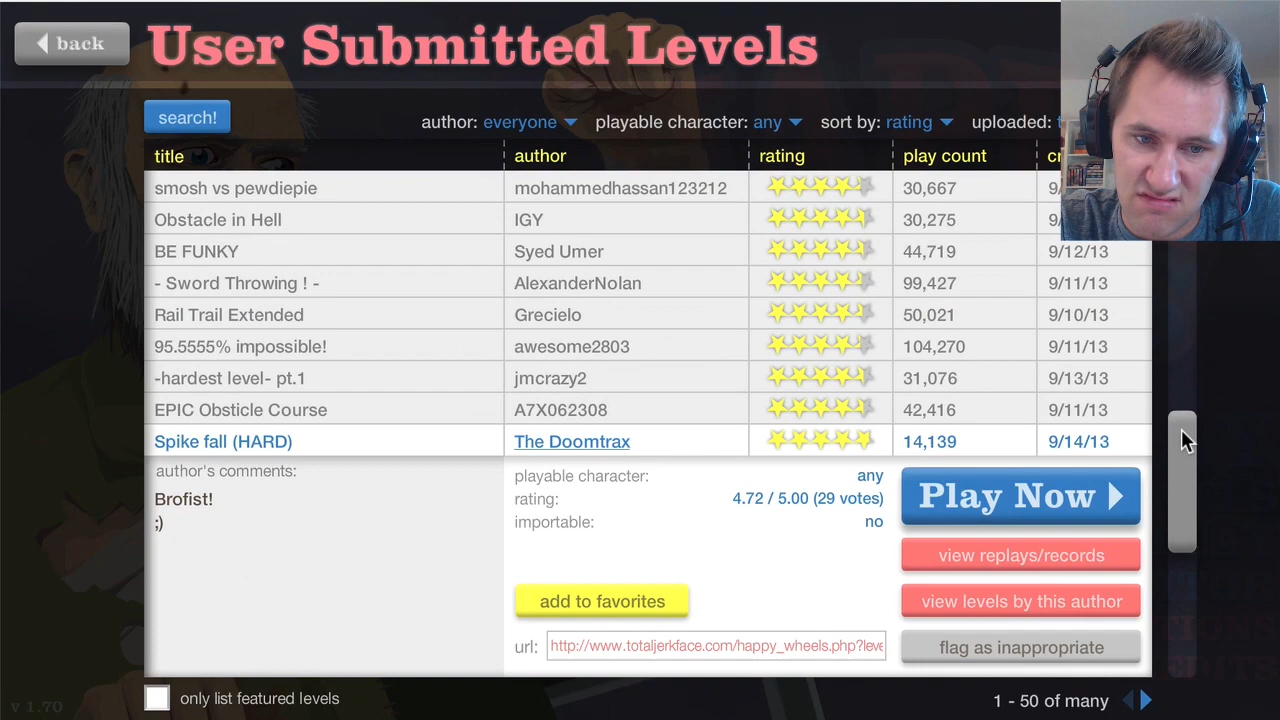 back
User Submitted Levels
search!
author: everyone playable character: any sort by: rating uploaded:
title author rating play count
smosh vs pewdiepie mohammedhassan123212 30,667
Obstacle in Hell IGY 30,275
BE FUNKY Syed Umer 44,719 9/12/13
- Sword Throwing ! - AlexanderNolan 99,427 9/11/13
Rail Trail Extended Grecielo 50,021 9/10/13
95.5555% impossible! awesome2803 104,270 9/11/13
-hardest level- pt.1 jmcrazy2 31,076 9/13/13
EPIC Obsticle Course A7X062308 42,416 9/11/13
Spike fall (HARD) The Doomtrax 14,139 9/14/13
author's comments:
Brofist!
;)
playable character: any
rating: 4.72 / 5.00 (29 votes)
importable: no
Play Now
view replays/records
add to favorites
view levels by this author
url: http://www.totaljerkface.com/happy_wheels.php?leve
flag as inappropriate
only list featured levels
1 - 50 of many
v 1.70